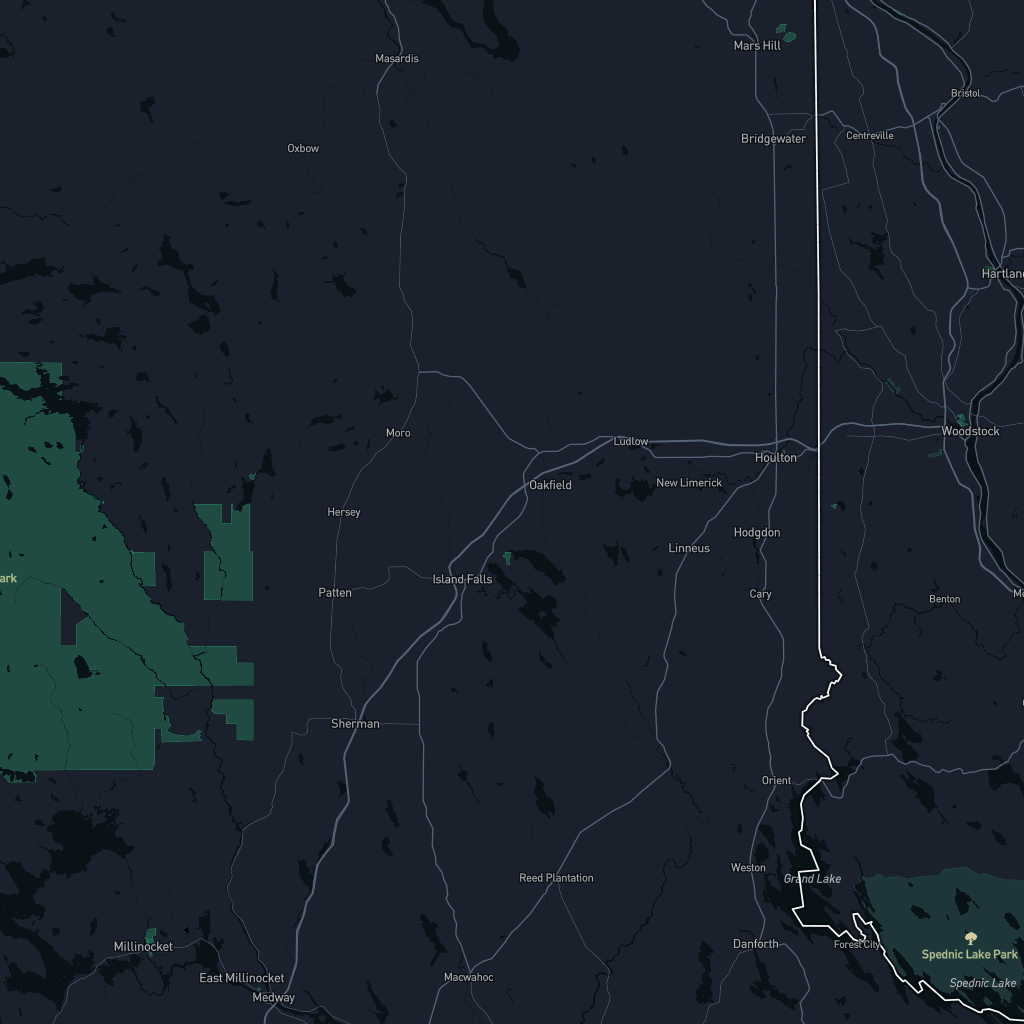 Mars Hill
Masardis
Bristol
Bridgewater
Centreville
Oxbow
Hartlan
Moro
Ludlow
Woodstock
Houlton
Oakfield
New Limerick
Hersey
Hodgdon
Linneus
ark
Island Falls
Patten
Cary
Benton
Mo
Sherman
Orient
Weston
Reed Plantation
Grand Lake
Danforth
Forest City
Millinocket
Spednic Lake Park
East Millinocket
Macwahoc
Spednic Lake
Medway